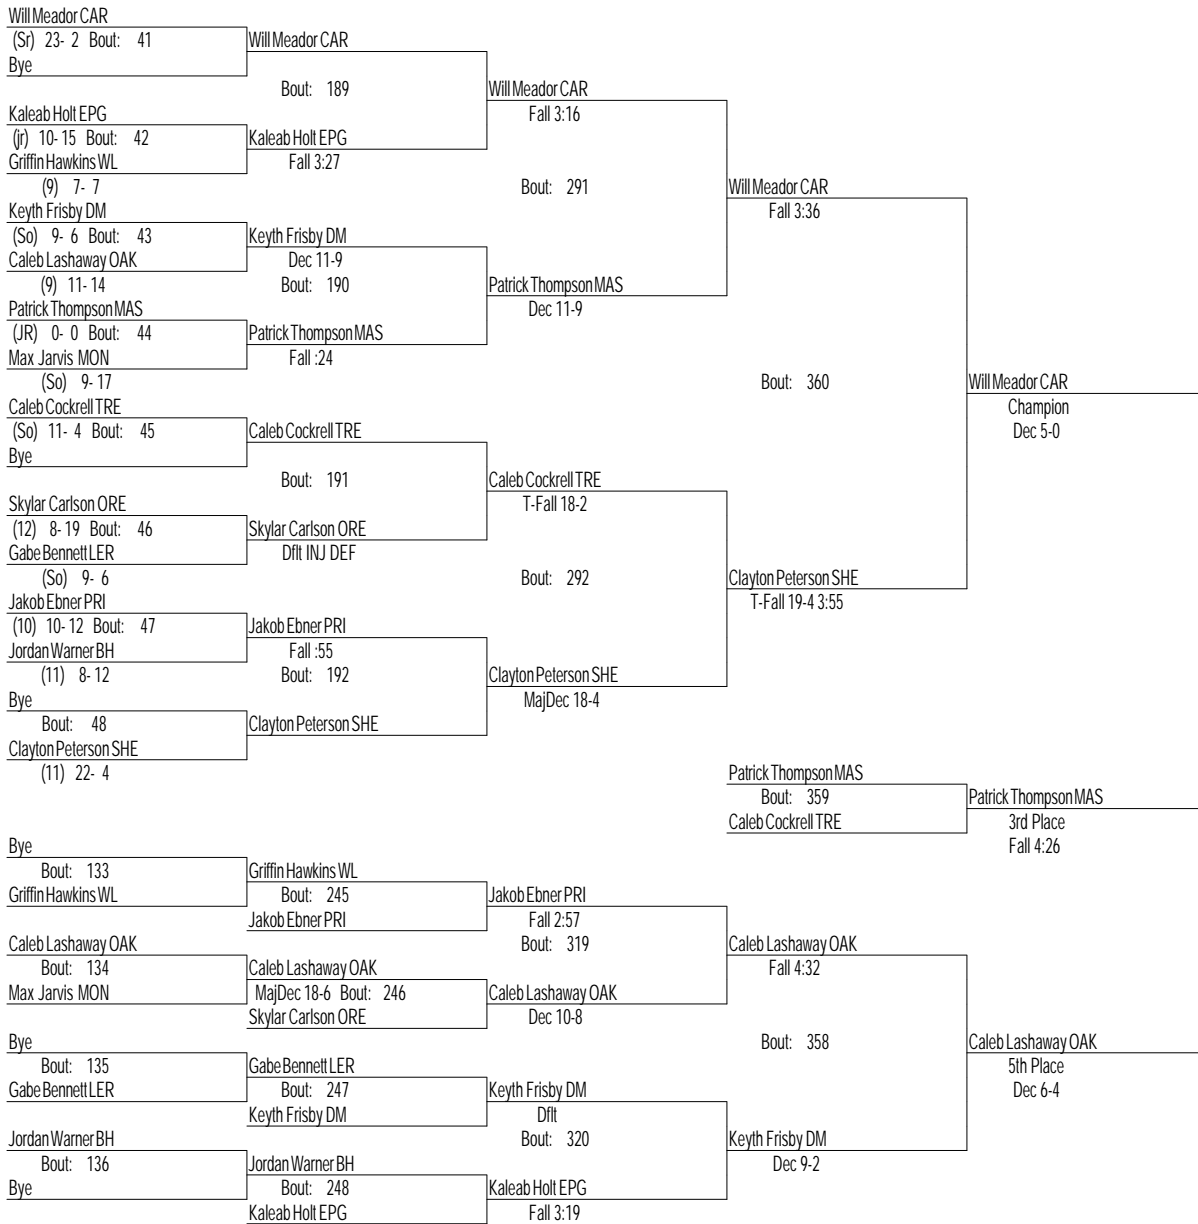 Will Meador CAR
(Sr) 23- 2 Bout: 41
Will Meador CAR
Bye
Bout: 189
Will Meador CAR
Fall 3:16
Kaleab Holt EPG
(jr) 10- 15 Bout: 42
Kaleab Holt EPG
Griffin Hawkins WL
Fall 3:27
(9) 7- 7
Bout: 291
Will Meador CAR
Fall 3:36
Keyth Frisby DM
(So) 9- 6 Bout: 43
Keyth Frisby DM
Caleb Lashaway OAK
Dec 11-9
(9) 11- 14
Bout: 190
Patrick Thompson MAS
Dec 11-9
Patrick Thompson MAS
(JR) 0- 0 Bout: 44
Patrick Thompson MAS
Max Jarvis MON
Fall :24
(So) 9- 17
Bout: 360
Will Meador CAR
Champion
Dec 5-0
Caleb Cockrell TRE
(So) 11- 4 Bout: 45
Caleb Cockrell TRE
Bye
Bout: 191
Caleb Cockrell TRE
T-Fall 18-2
Skylar Carlson ORE
(12) 8- 19 Bout: 46
Skylar Carlson ORE
Gabe Bennett LER
Dflt INJ DEF
(So) 9- 6
Bout: 292
Clayton Peterson SHE
T-Fall 19-4 3:55
Jakob Ebner PRI
(10) 10- 12 Bout: 47
Jakob Ebner PRI
Jordan Warner BH
Fall :55
(11) 8- 12
Bout: 192
Clayton Peterson SHE
MajDec 18-4
Bye
Bout: 48
Clayton Peterson SHE
Clayton Peterson SHE
(11) 22- 4
Patrick Thompson MAS
Bout: 359
Patrick Thompson MAS
Caleb Cockrell TRE
3rd Place
Fall 4:26
Bye
Bout: 133
Griffin Hawkins WL
Griffin Hawkins WL
Bout: 245
Jakob Ebner PRI
Jakob Ebner PRI
Fall 2:57
Bout: 319
Caleb Lashaway OAK
Fall 4:32
Caleb Lashaway OAK
Bout: 134
Caleb Lashaway OAK
Max Jarvis MON
MajDec 18-6 Bout: 246
Caleb Lashaway OAK
Skylar Carlson ORE
Dec 10-8
Bout: 358
Caleb Lashaway OAK
5th Place
Dec 6-4
Bye
Bout: 135
Gabe Bennett LER
Gabe Bennett LER
Bout: 247
Keyth Frisby DM
Keyth Frisby DM
Dflt
Bout: 320
Keyth Frisby DM
Dec 9-2
Jordan Warner BH
Bout: 136
Jordan Warner BH
Bye
Bout: 248
Kaleab Holt EPG
Kaleab Holt EPG
Fall 3:19